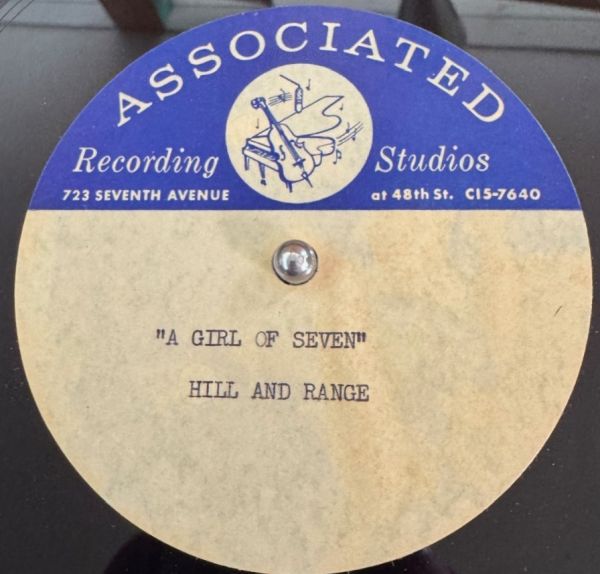 ASSOCIATED
Recording Studios
723 SEVENTH AVENUE at 48th St. CI5-7640
"A GIRL OF SEVEN"
HILL AND RANGE